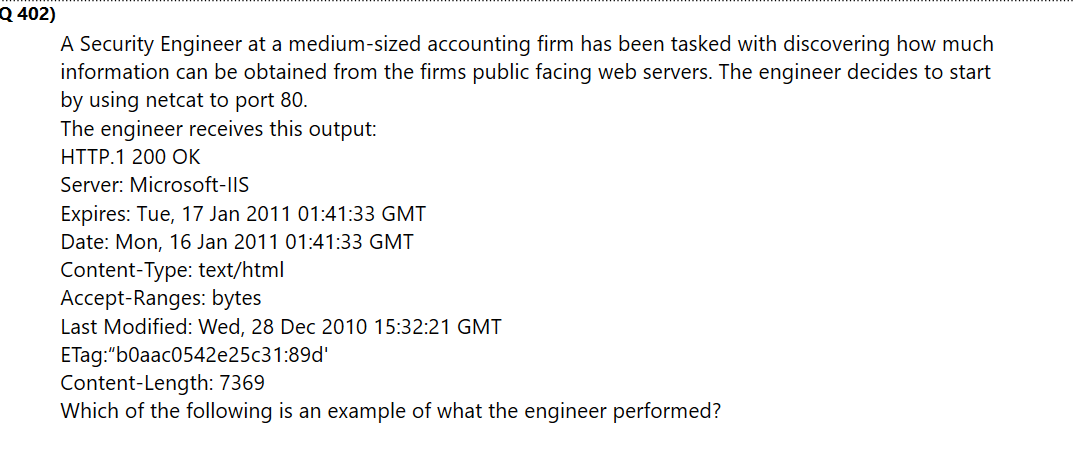 Q 402)
A Security Engineer at a medium-sized accounting firm has been tasked with discovering how much
information can be obtained from the firms public facing web servers. The engineer decides to start
by using netcat to port 80.
The engineer receives this output:
HTTP.1 200 OK
Server: Microsoft-IIS
Expires: Tue, 17 Jan 2011 01:41:33 GMT
Date: Mon, 16 Jan 2011 01:41:33 GMT
Content-Type: text/html
Accept-Ranges: bytes
Last Modified: Wed, 28 Dec 2010 15:32:21 GMT
ETag:“b0aac0542e25c31:89d'
Content-Length: 7369
Which of the following is an example of what the engineer performed?